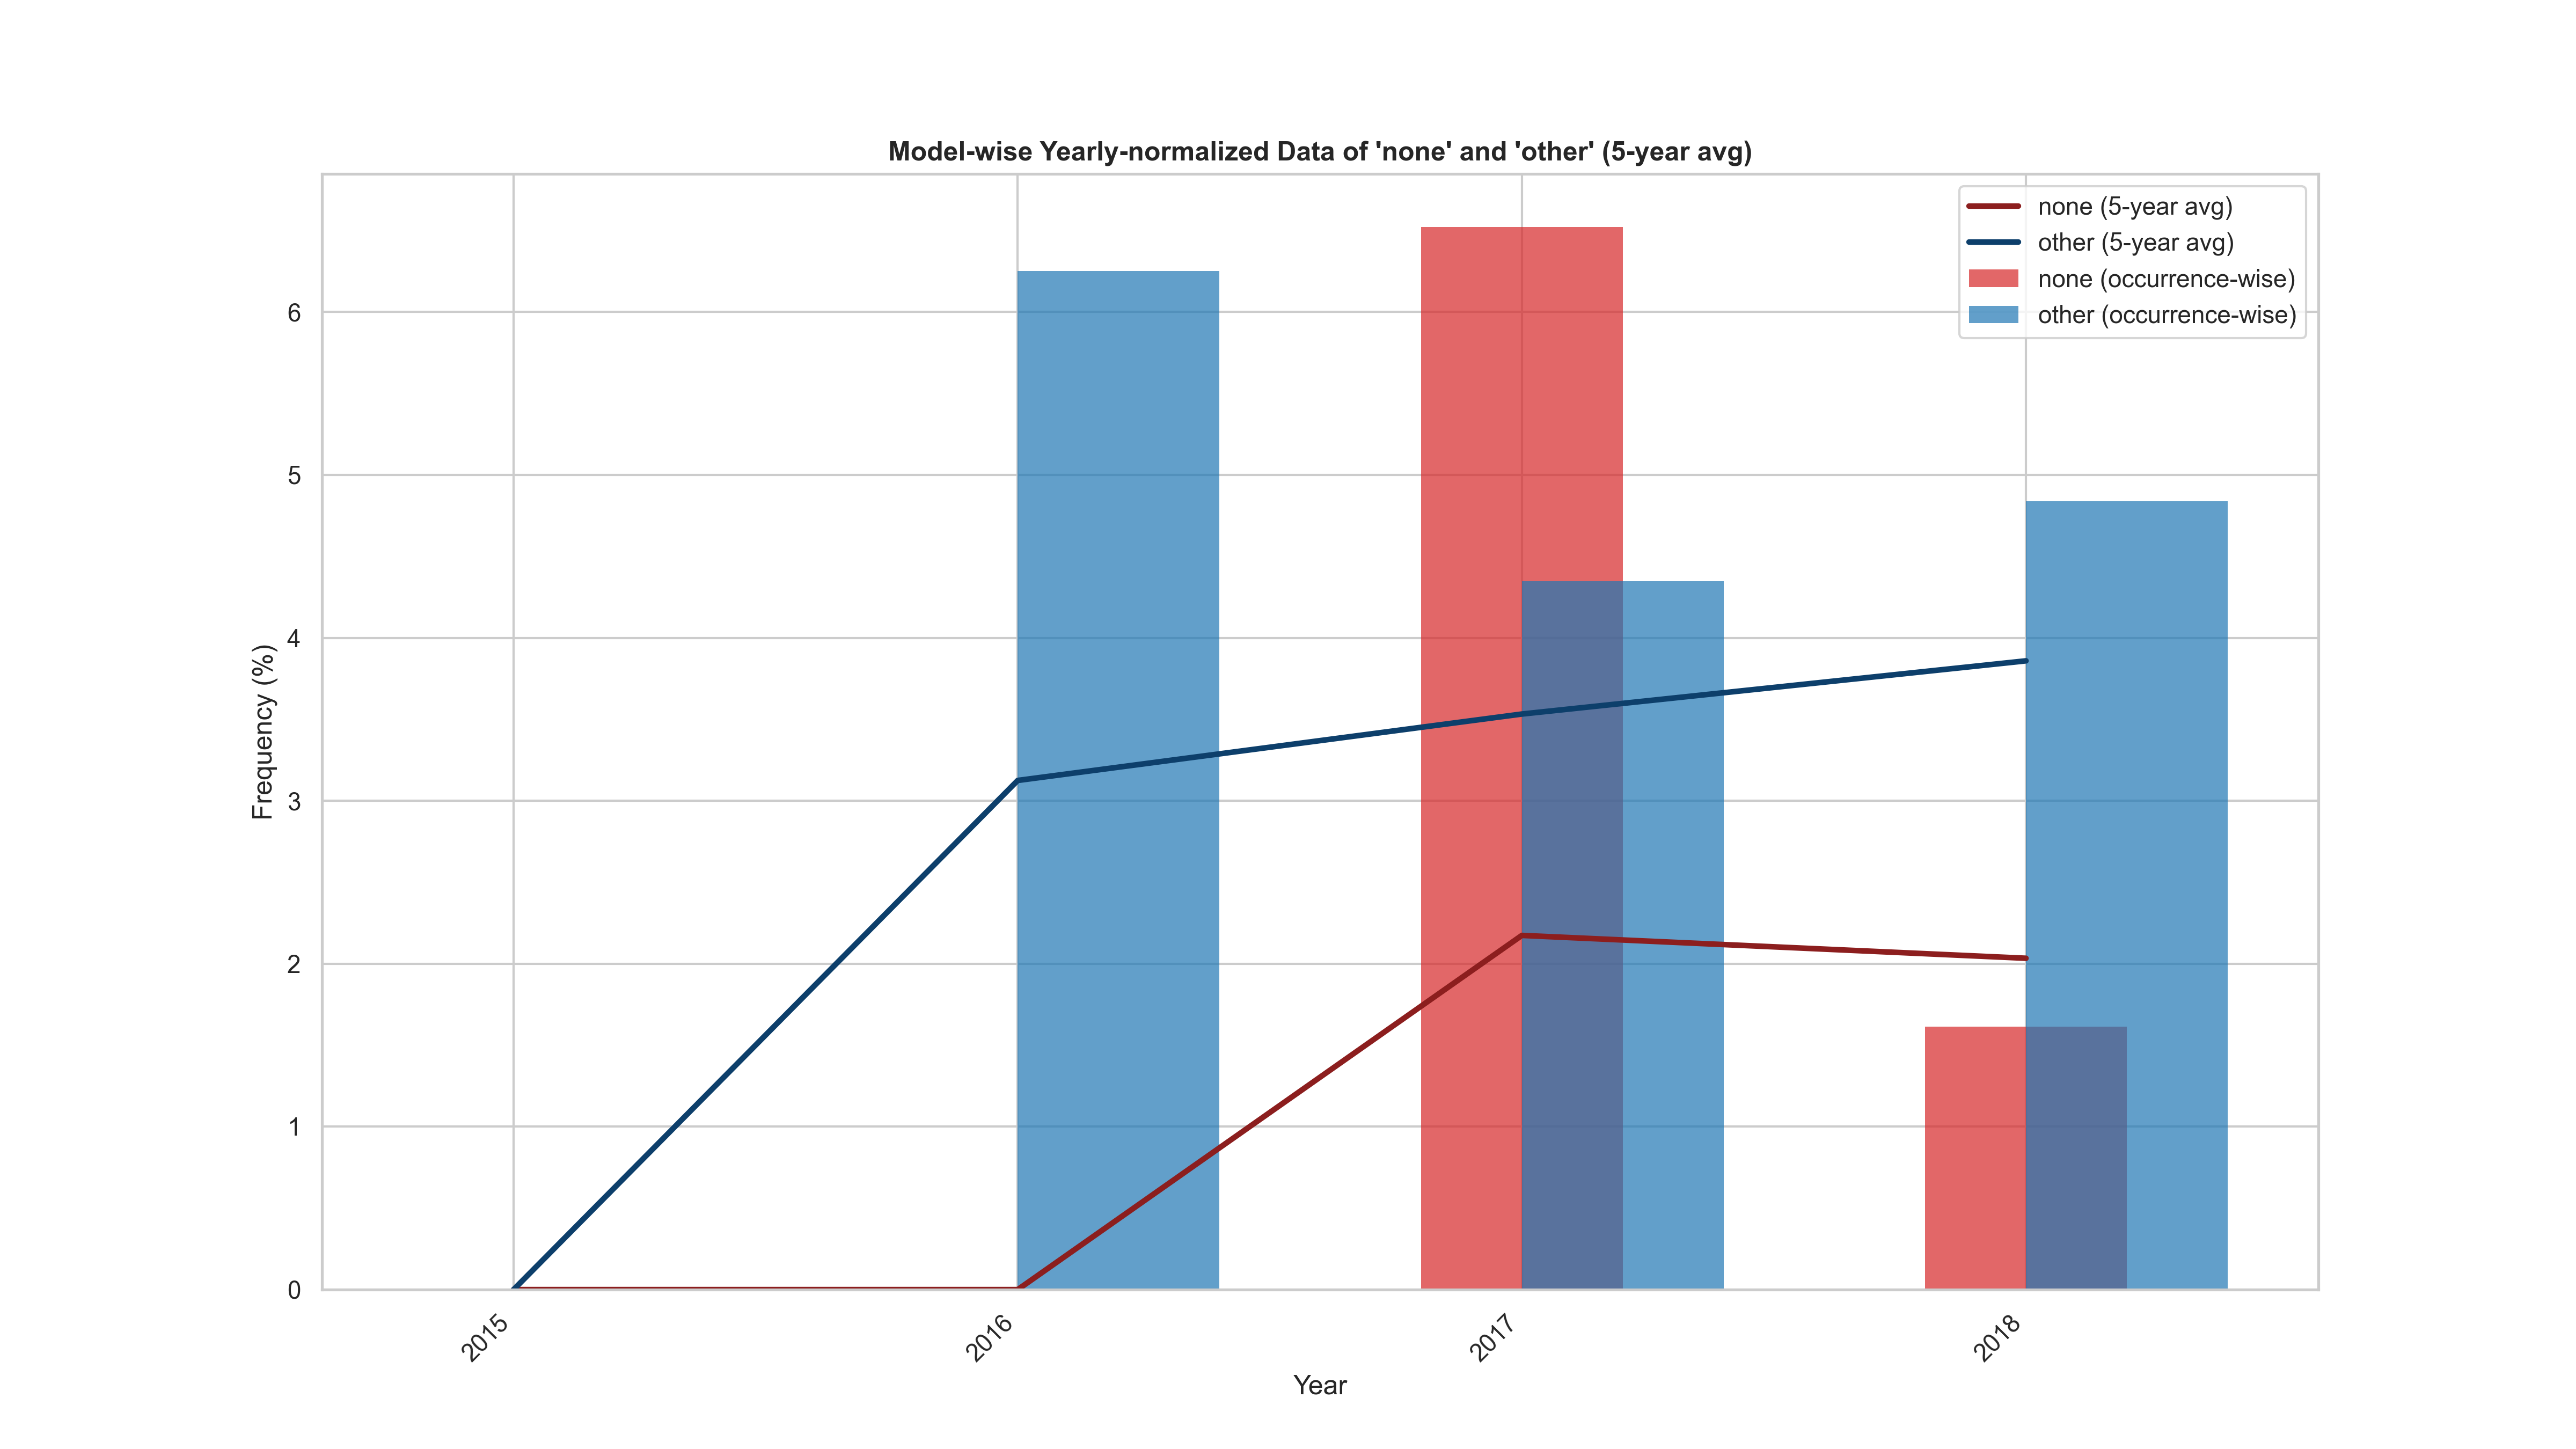 Model-wise Yearly-normalized Data of 'none' and 'other' (5-year avg)
none (5-year avg)
other (5-year avg)
none (occurrence-wise)
other (occurrence-wise)
Frequency (%)
6
5
4
3
2
1
0
2015
2016
2017
2018
Year